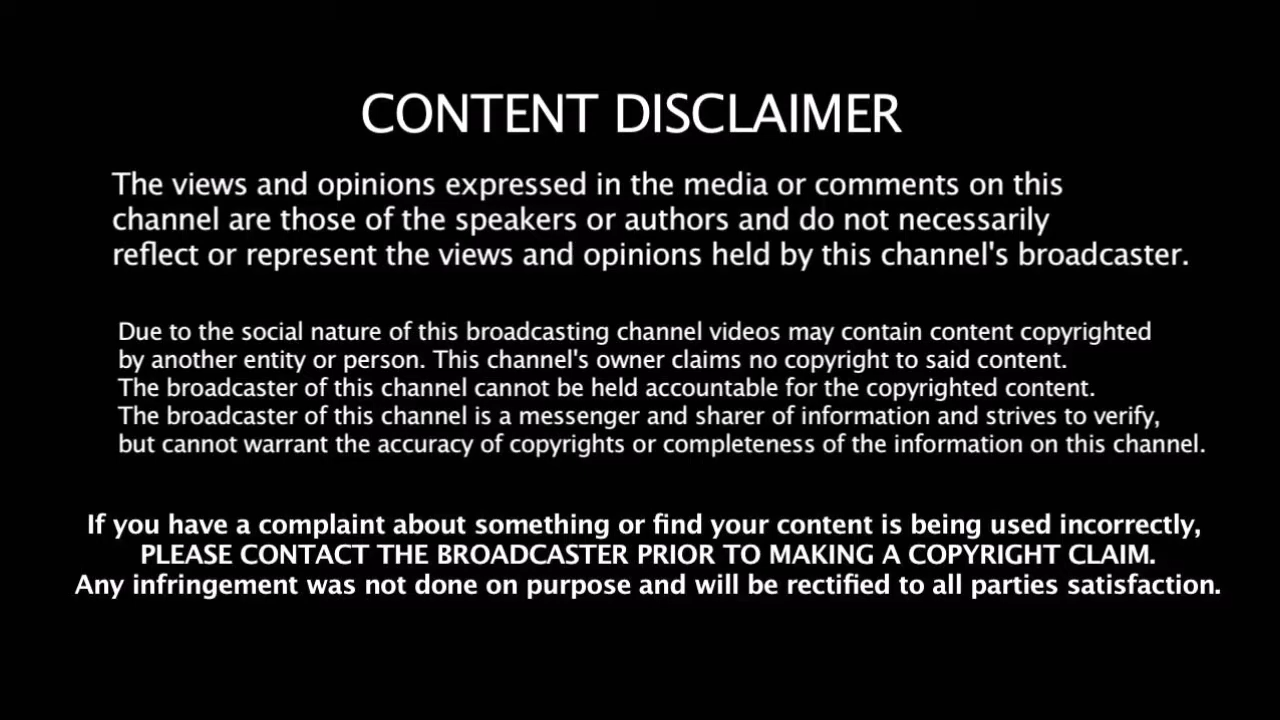 CONTENT DISCLAIMER
The views and opinions expressed in the media or comments on this
channel are those of the speakers or authors and do not necessarily
reflect or represent the views and opinions held by this channel's broadcaster.
Due to the social nature of this broadcasting channel videos may contain content copyrighted
by another entity or person. This channel's owner claims no copyright to said content.
The broadcaster of this channel cannot be held accountable for the copyrighted content.
The broadcaster of this channel is a messenger and sharer of information and strives to verify,
but cannot warrant the accuracy of copyrights or completeness of the information on this channel.
If you have a complaint about something or find your content is being used incorrectly,
PLEASE CONTACT THE BROADCASTER PRIOR TO MAKING A COPYRIGHT CLAIM.
Any infringement was not done on purpose and will be rectified to all parties satisfaction.